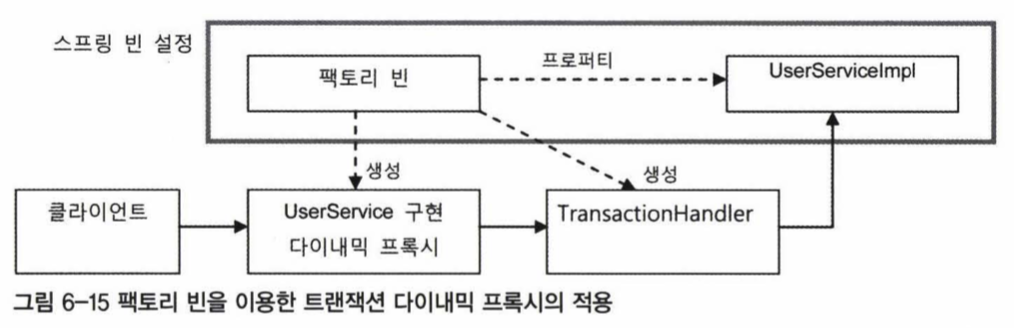 스프링 빈 설정
팩토리 빈
프로퍼티
UserServiceImpl
생성
생성
클라이언트
UserService 구현
다이내믹 프록시
TransactionHandler
그림 6-15 팩토리 빈을 이용한 트랜잭션 다이내믹 프록시의 적용